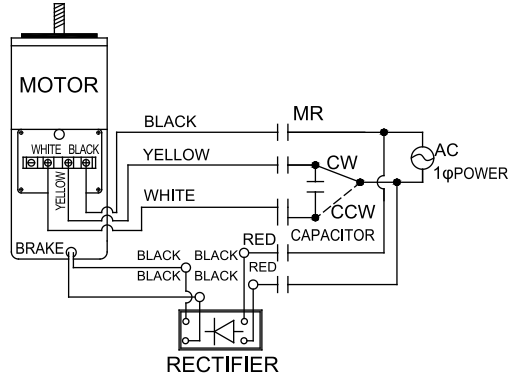 MOTOR
WHITE BLACK
YELLOW
BLACK
MR
YELLOW
CW
AC
1φPOWER
WHITE
CCW
CAPACITOR
BRAKE
BLACK BLACK RED
BLACK BLACK RED
RECTIFIER